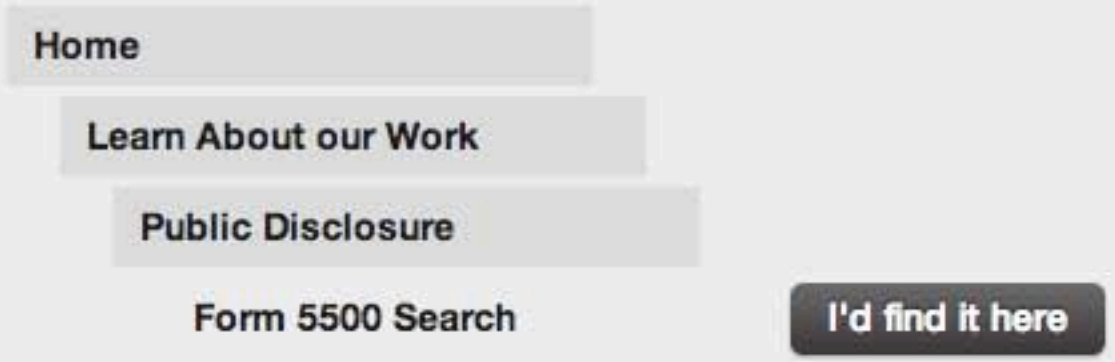 Home
Learn About our Work
Public Disclosure
Form 5500 Search
I'd find it here